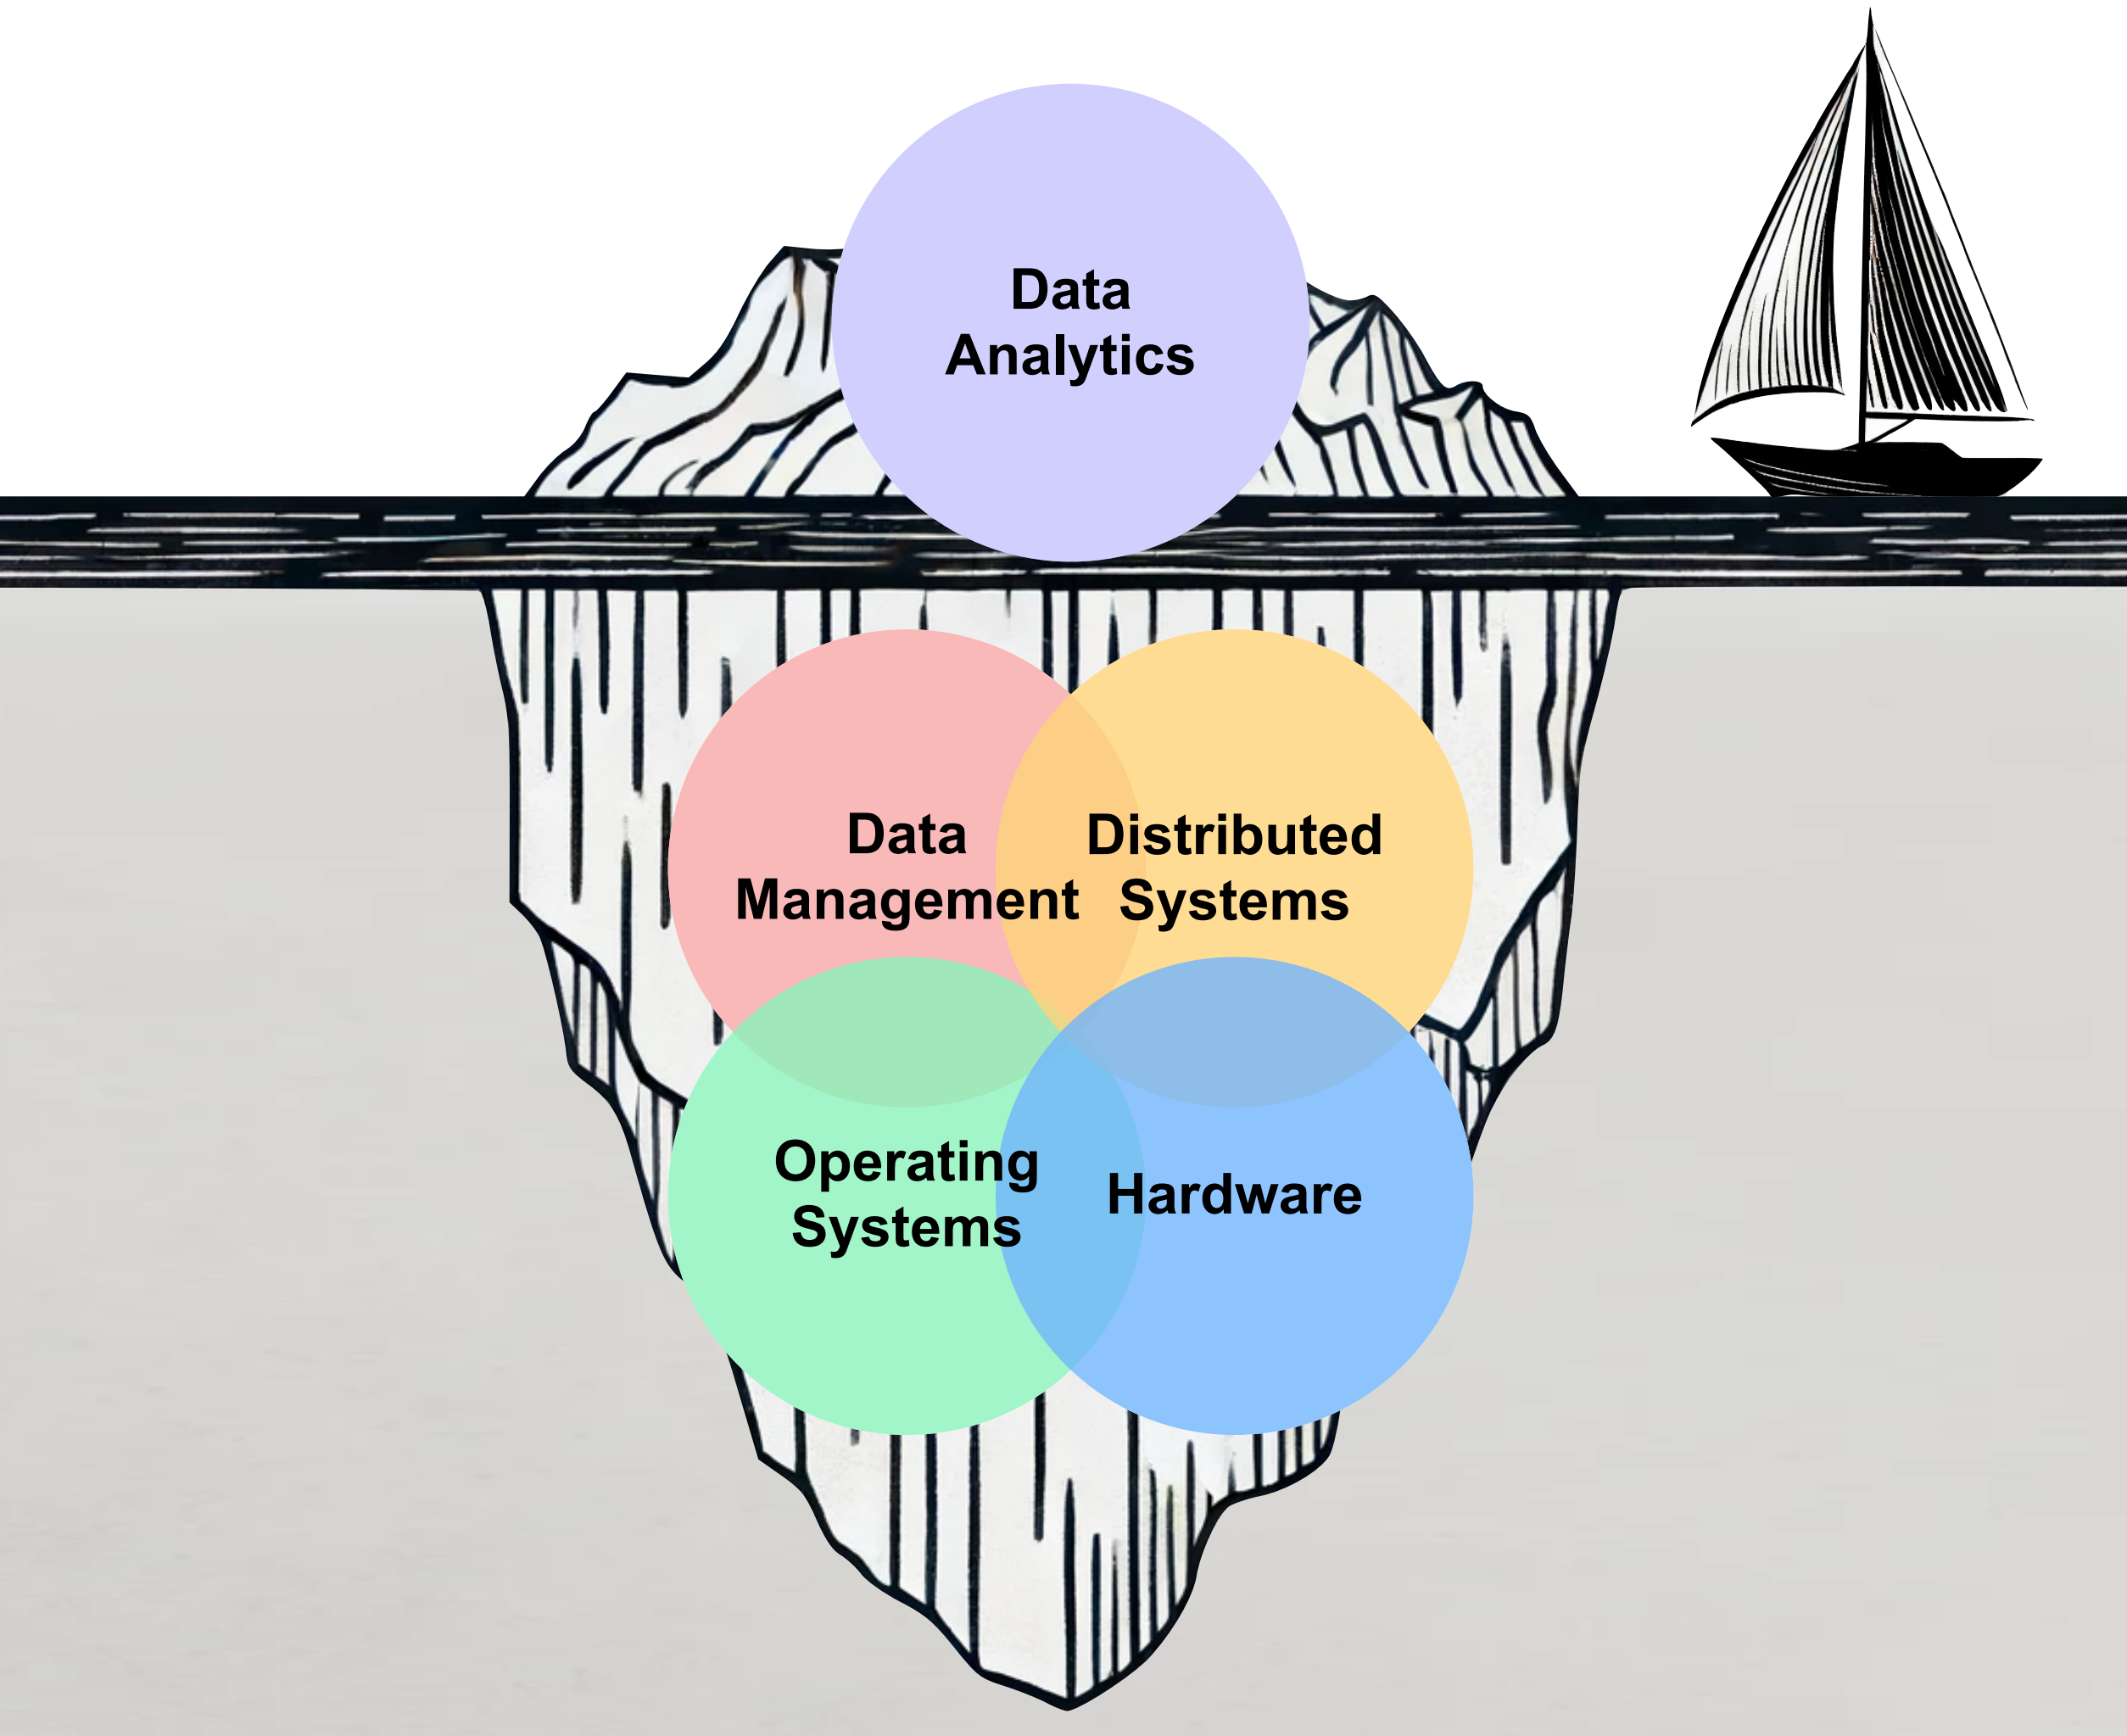 Data
Analytics
Data
Management
Distributed
Systems
Operating
Systems
Hardware